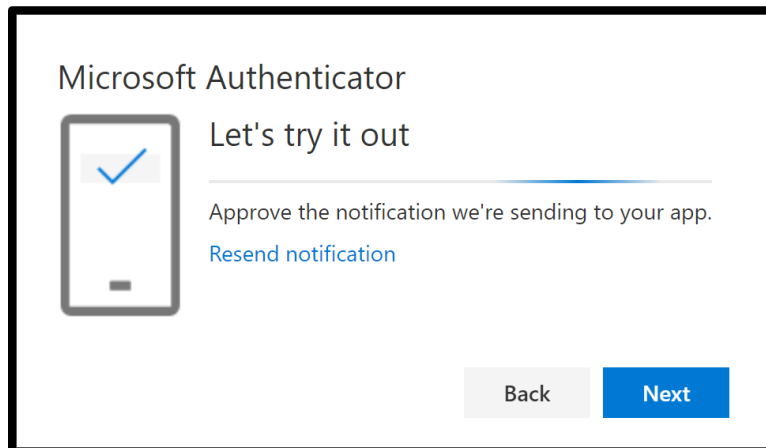 Microsoft Authenticator
Let's try it out
Approve the notification we're sending to your app.
Resend notification
Back
Next